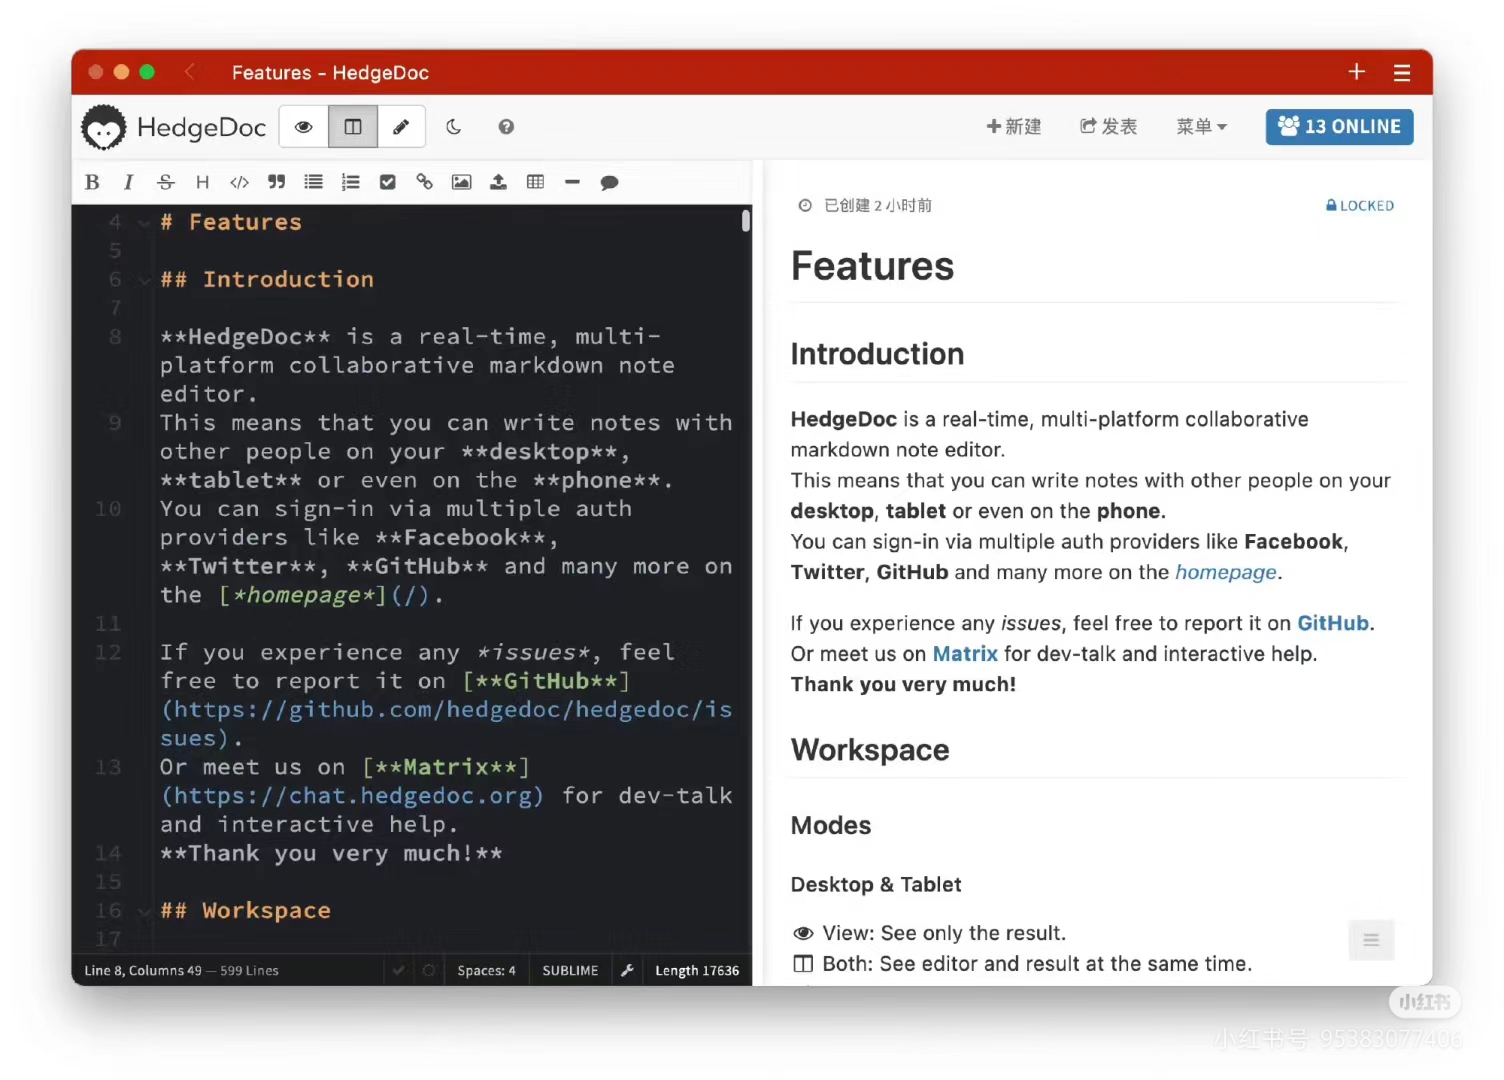 Features - HedgeDoc
HedgeDoc
新建
发表
菜单
13 ONLINE
4 # Features
5
6 ## Introduction
7
8 **HedgeDoc** is a real-time, multi-
platform collaborative markdown note
editor.
9 This means that you can write notes with
other people on your **desktop**,
**tablet** or even on the **phone**.
10 You can sign-in via multiple auth
providers like **Facebook**,
**Twitter**, **GitHub** and many more on
the [*homepage*](/).
11
12 If you experience any *issues*, feel
free to report it on [**GitHub**]
(https://github.com/hedgedoc/hedgedoc/is
sues).
13 Or meet us on [**Matrix**]
(https://chat.hedgedoc.org) for dev-talk
and interactive help.
14 **Thank you very much!**
15
16 ## Workspace
17
Line 8, Columns 49 — 599 Lines
Spaces: 4
SUBLIME
Length 17636
已创建 2 小时前
LOCKED
Features
Introduction
HedgeDoc is a real-time, multi-platform collaborative
markdown note editor.
This means that you can write notes with other people on your
desktop, tablet or even on the phone.
You can sign-in via multiple auth providers like Facebook,
Twitter, GitHub and many more on the homepage.
If you experience any issues, feel free to report it on GitHub.
Or meet us on Matrix for dev-talk and interactive help.
Thank you very much!
Workspace
Modes
Desktop & Tablet
View: See only the result.
Both: See editor and result at the same time.
小红书
小红书号 95383077406